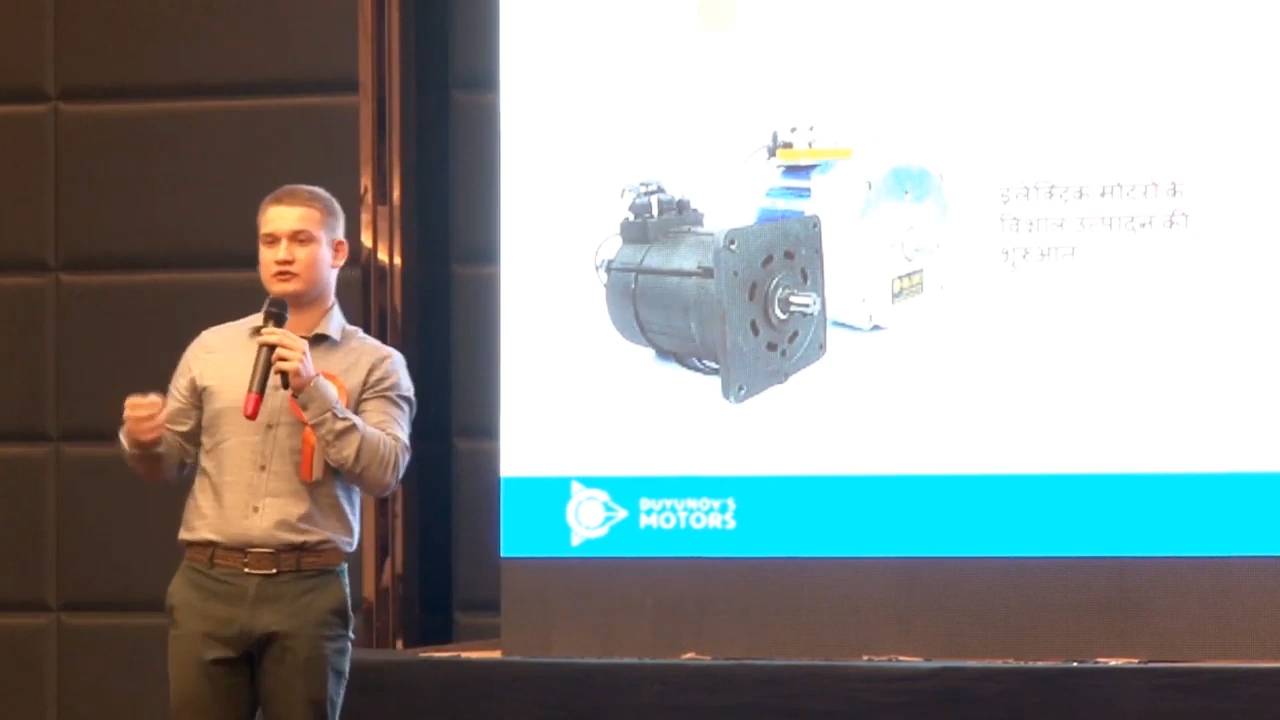 इलेक्ट्रिक मोटरों के
विशाल उत्पादन की
शुरुआत
DUYUNOV'S
MOTORS